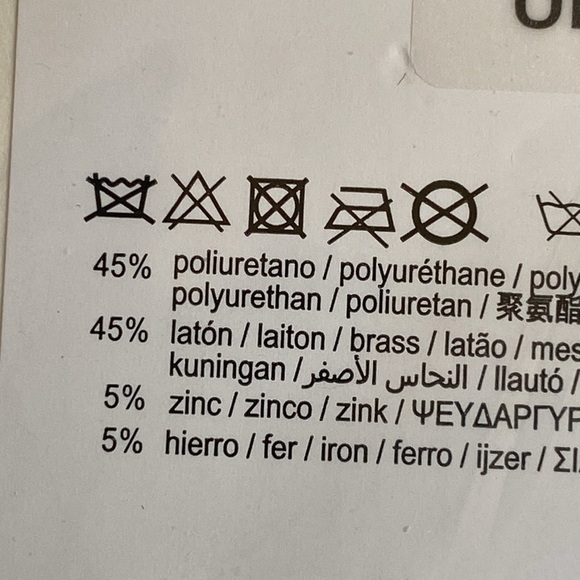 45% poliuretano / polyuréthane / poly
polyurethan / poliuretan / 聚氨酯
45% latón / laiton / brass / latão / mes
kuningan / النحاس الأصفر / llautó /
5% zinc / zinco / zink / ΨΕΥΔΑΡΓΥΡ
5% hierro / fer / iron / ferro / ijzer / ΣΙ